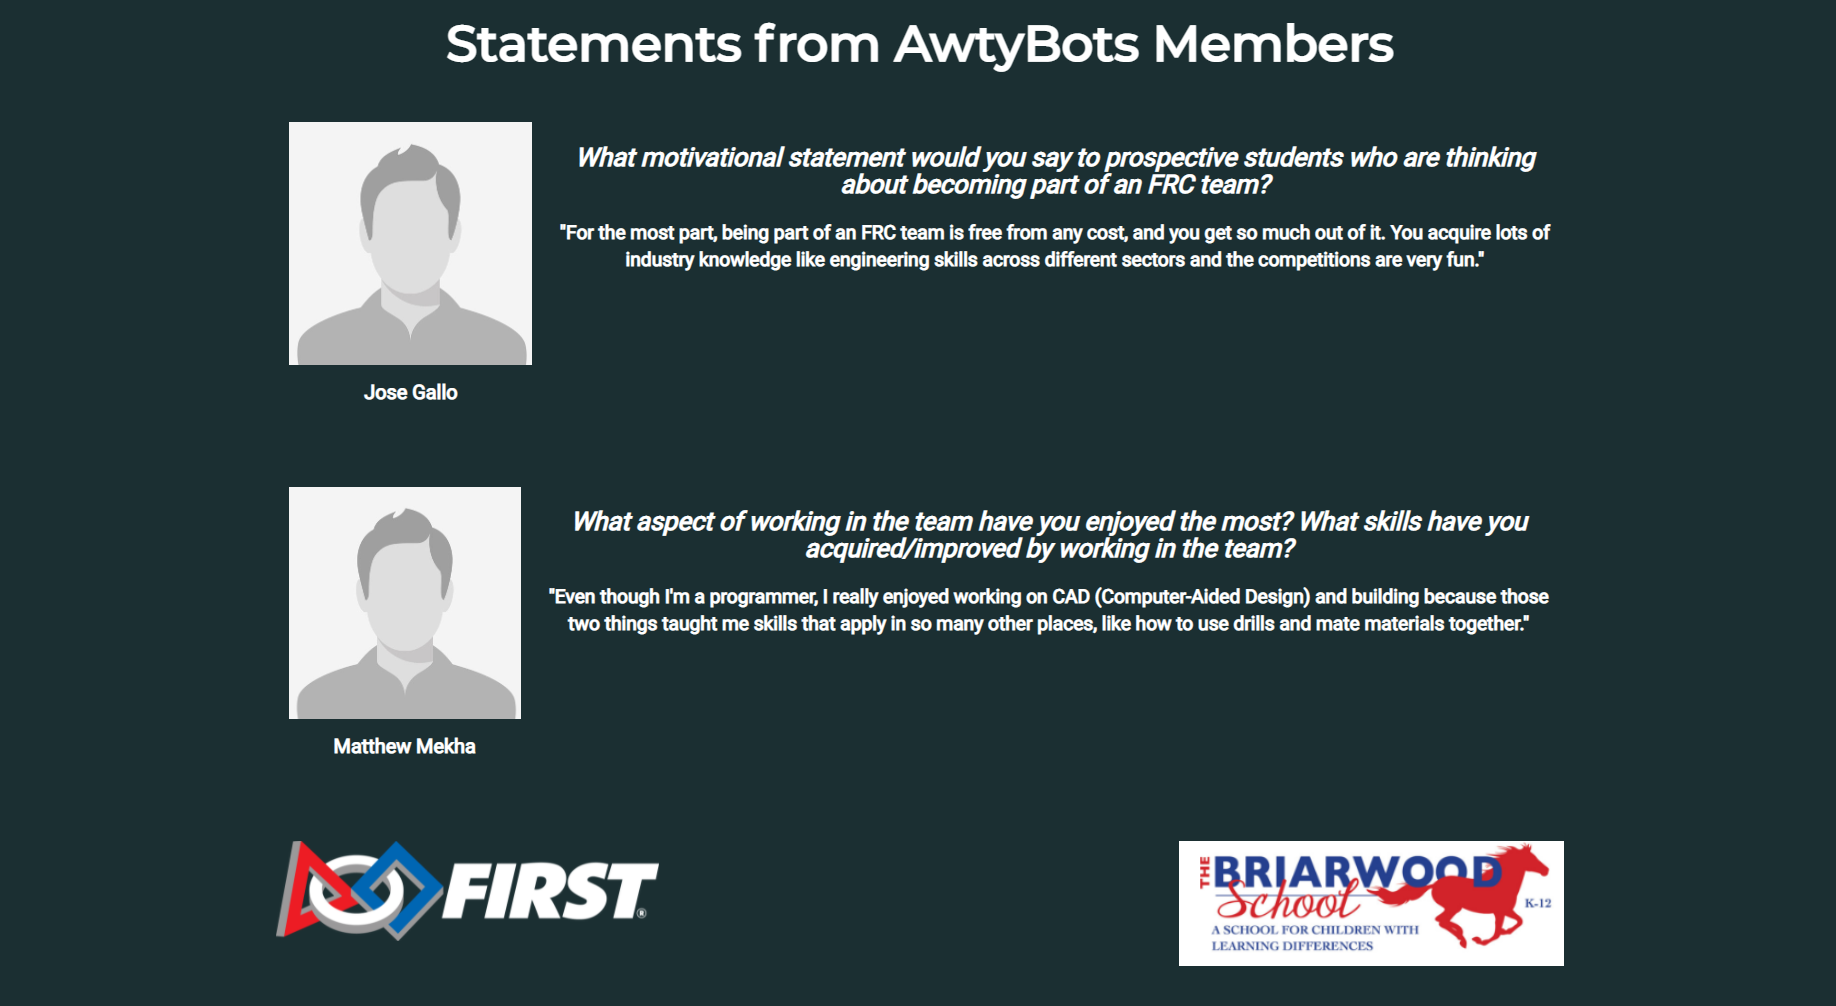 Statements from AwtyBots Members
What motivational statement would you say to prospective students who are thinking
about becoming part of an FRC team?
"For the most part, being part of an FRC team is free from any cost, and you get so much out of it. You acquire lots of
industry knowledge like engineering skills across different sectors and the competitions are very fun."
Jose Gallo
What aspect of working in the team have you enjoyed the most? What skills have you
acquired/improved by working in the team?
"Even though I'm a programmer, I really enjoyed working on CAD (Computer-Aided Design) and building because those
two things taught me skills that apply in so many other places, like how to use drills and mate materials together."
Matthew Mekha
FIRST®
THE BRIARWOOD
School
K-12
A SCHOOL FOR CHILDREN WITH
LEARNING DIFFERENCES